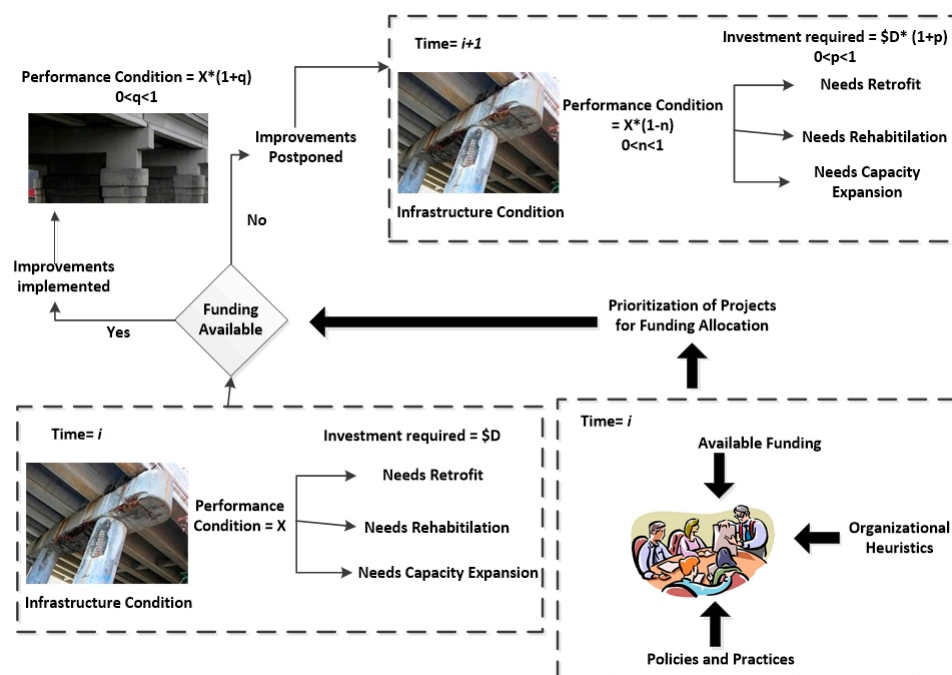 Time= i+1
Investment required = $D* (1+p)
0<p<1
Performance Condition = X*(1+q)
0<q<1
Needs Retrofit
Performance Condition
= X*(1-n)
0<n<1
Improvements
Postponed
Needs Rehabitilation
Needs Capacity
Expansion
Infrastructure Condition
No
Improvements
implemented
Funding
Available
Yes
Prioritization of Projects
for Funding Allocation
Time= i
Investment required = $D
Needs Retrofit
Performance
Condition = X
Needs Rehabitilation
Needs Capacity Expansion
Infrastructure Condition
Time= i
Available Funding
Organizational
Heuristics
Policies and Practices